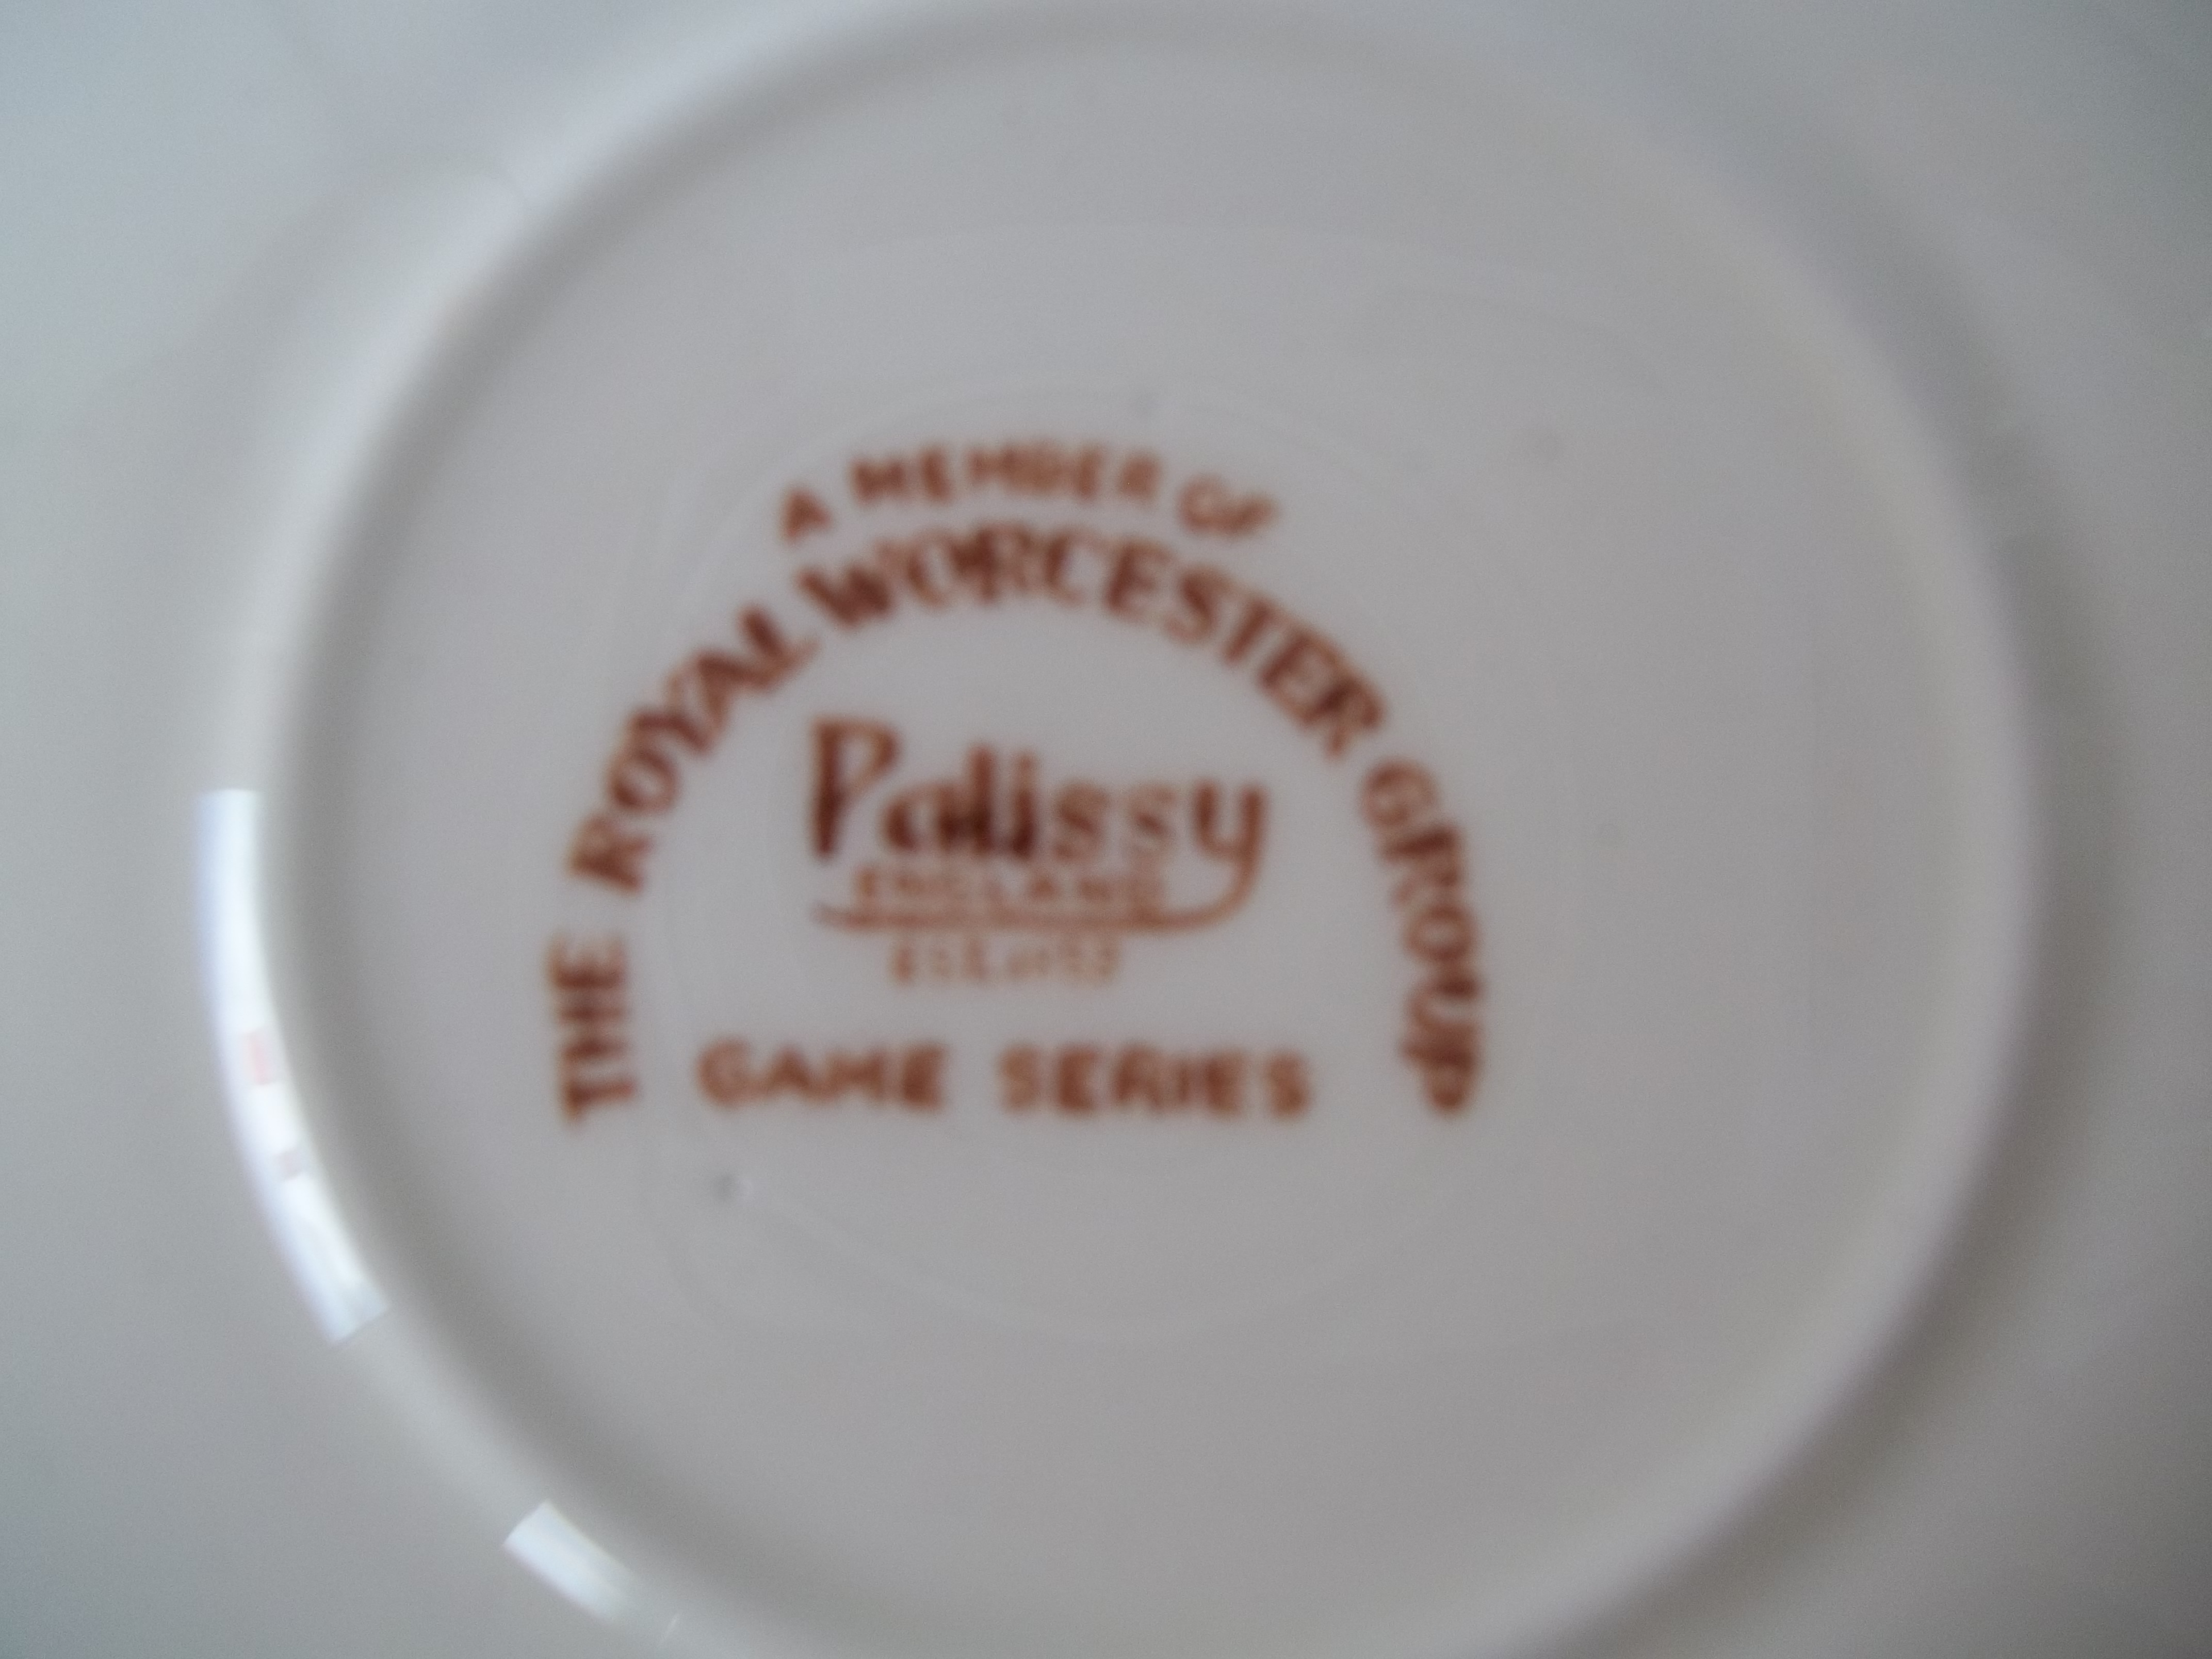 A MEMBER OF
THE ROYAL WORCESTER GROUP
Palissy
ENGLAND
GAME SERIES